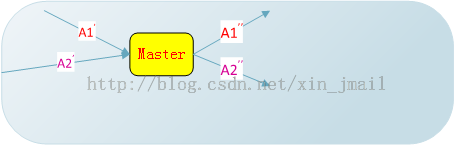 A1' A1''
Master
A2' A2''
http://blog.csdn.net/xin_jmail